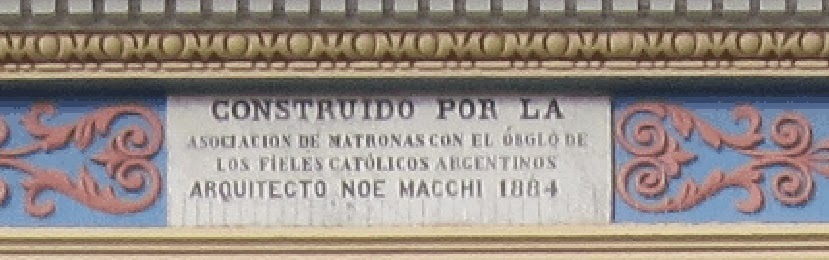 CONSTRUIDO POR LA
ASOCIACION DE MATRONAS CON EL ÓBOLO DE
LOS FIELES CATÓLICOS ARGENTINOS
ARQUITECTO NOE MACCHI 1884